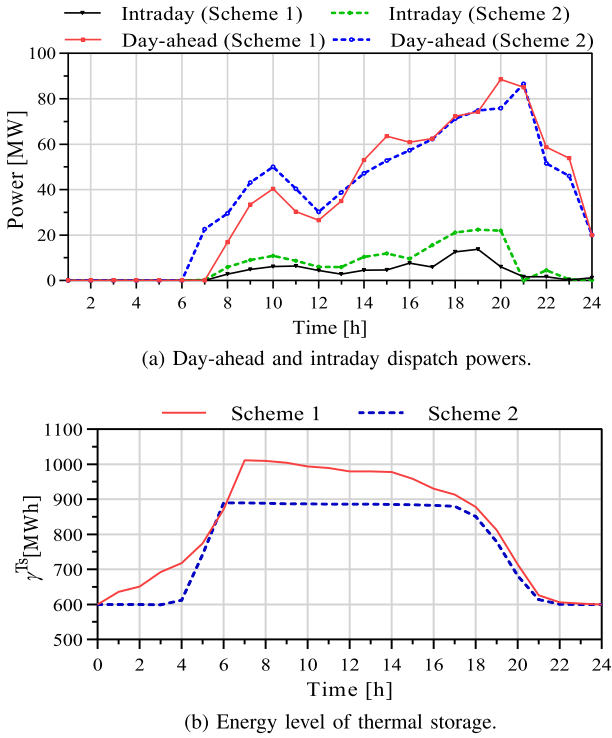 Intraday (Scheme 1) Intraday (Scheme 2)
Day-ahead (Scheme 1) Day-ahead (Scheme 2)
100
80
60
40
20
0
Power [MW]
2 4 6 8 10 12 14 16 18 20 22 24
Time [h]
(a) Day-ahead and intraday dispatch powers.
Scheme 1 Scheme 2
1100
1000
900
800
700
600
500
γTs[MWh]
0 2 4 6 8 10 12 14 16 18 20 22 24
Time [h]
(b) Energy level of thermal storage.